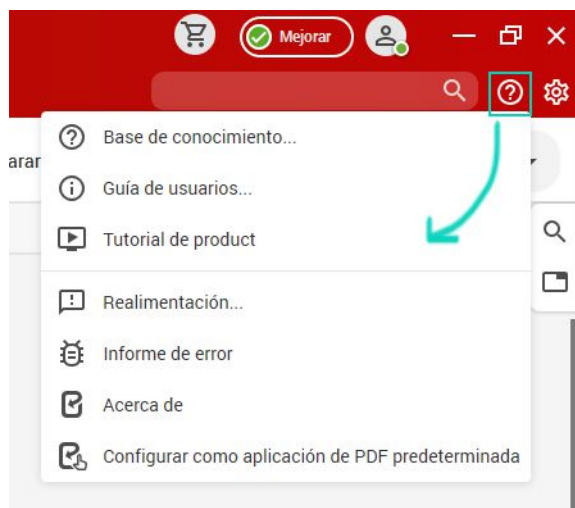 Mejorar
Base de conocimiento...
arar
Guía de usuarios...
Tutorial de product
Realimentación...
Informe de error
Acerca de
Configurar como aplicación de PDF predeterminada